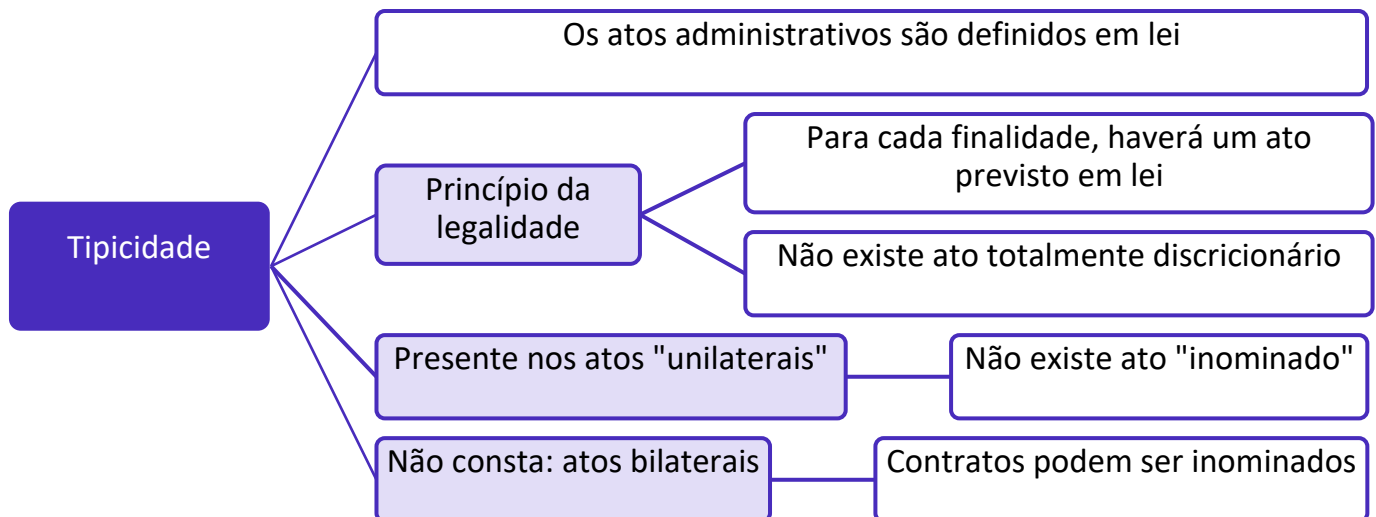 Tipicidade
Os atos administrativos são definidos em lei
Princípio da
legalidade
Para cada finalidade, haverá um ato
previsto em lei
Não existe ato totalmente discricionário
Presente nos atos "unilaterais"
Não existe ato "inominado"
Não consta: atos bilaterais
Contratos podem ser inominados